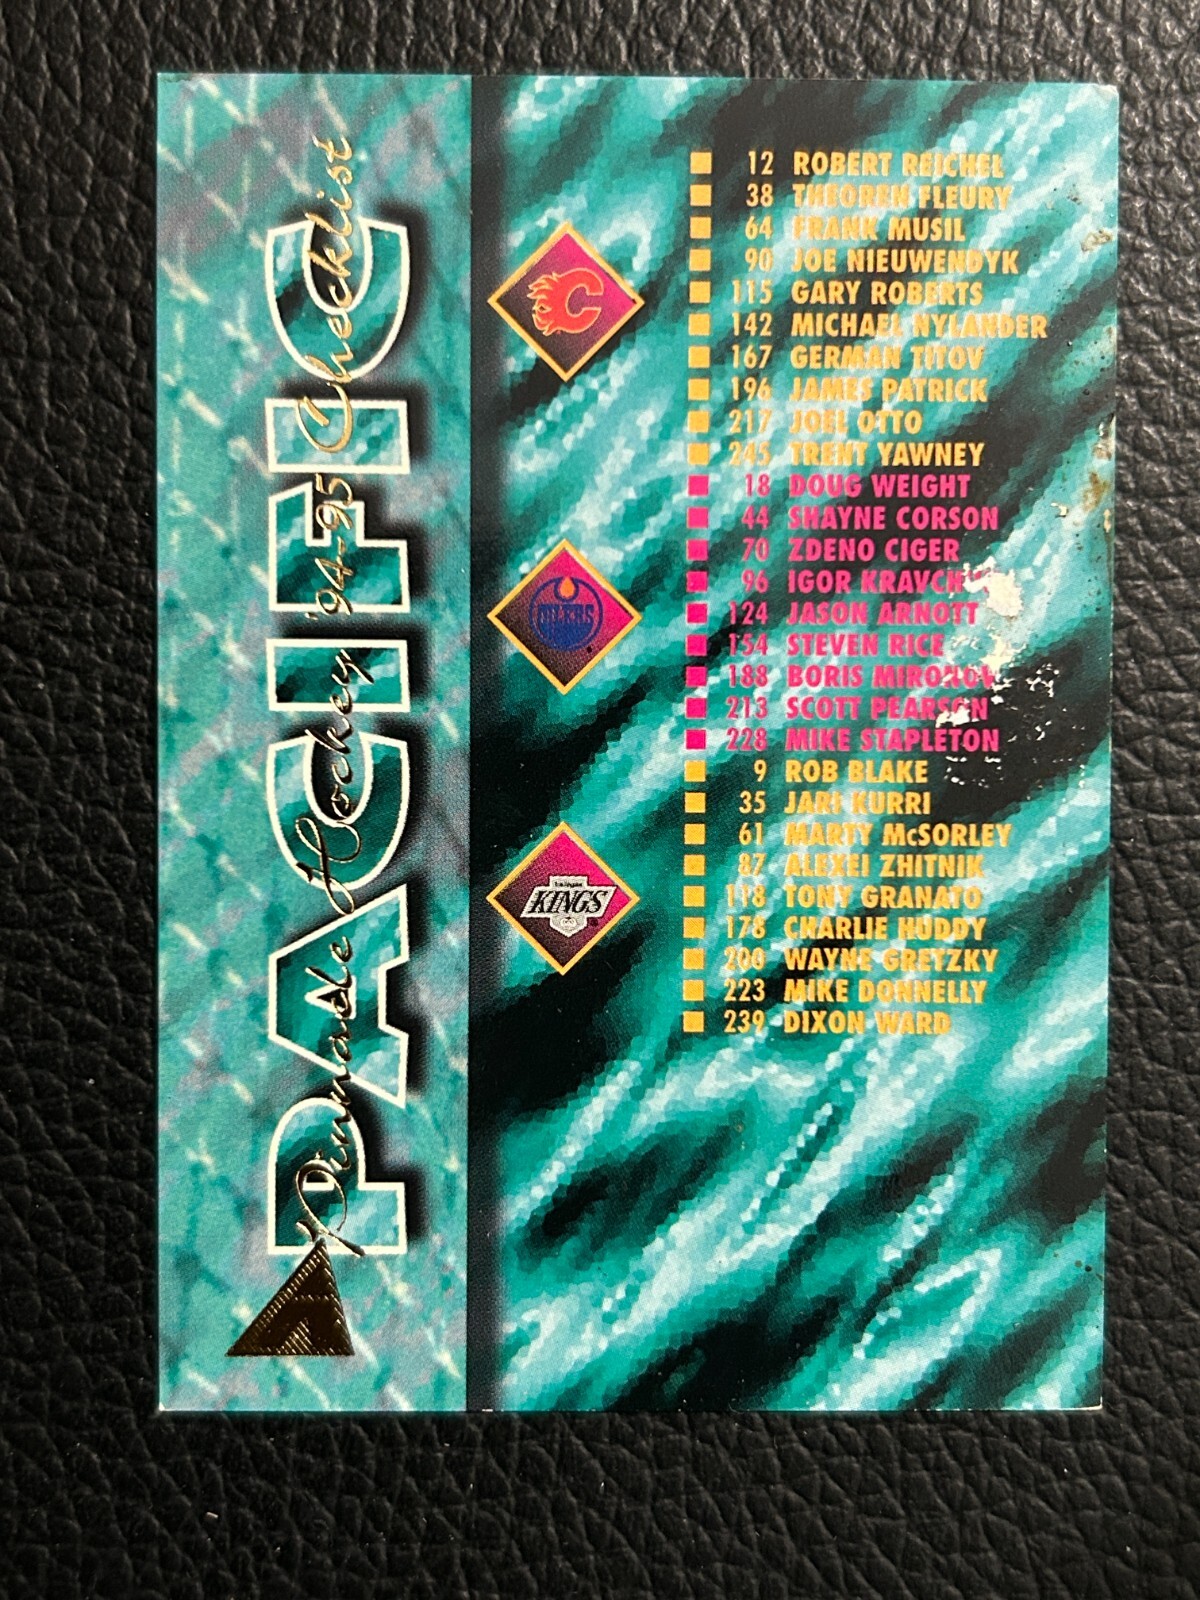 PACIFIC
Pinnacle Hockey '94-95 Checklist
12 ROBERT REICHEL
38 THEOREN FLEURY
64 FRANK MUSIL
90 JOE NIEUWENDYK
115 GARY ROBERTS
142 MICHAEL NYLANDER
167 GERMAN TITOV
196 JAMES PATRICK
217 JOEL OTTO
245 TRENT YAWNEY
OILERS
18 DOUG WEIGHT
44 SHAYNE CORSON
70 ZDENO CIGER
96 IGOR KRAVCH
124 JASON ARNOTT
154 STEVEN RICE
188 BORIS MIRONOV
213 SCOTT PEARSON
228 MIKE STAPLETON
KINGS
9 ROB BLAKE
35 JARI KURRI
61 MARTY McSORLEY
87 ALEXEI ZHITNIK
118 TONY GRANATO
178 CHARLIE HUDDY
200 WAYNE GRETZKY
223 MIKE DONNELLY
239 DIXON WARD